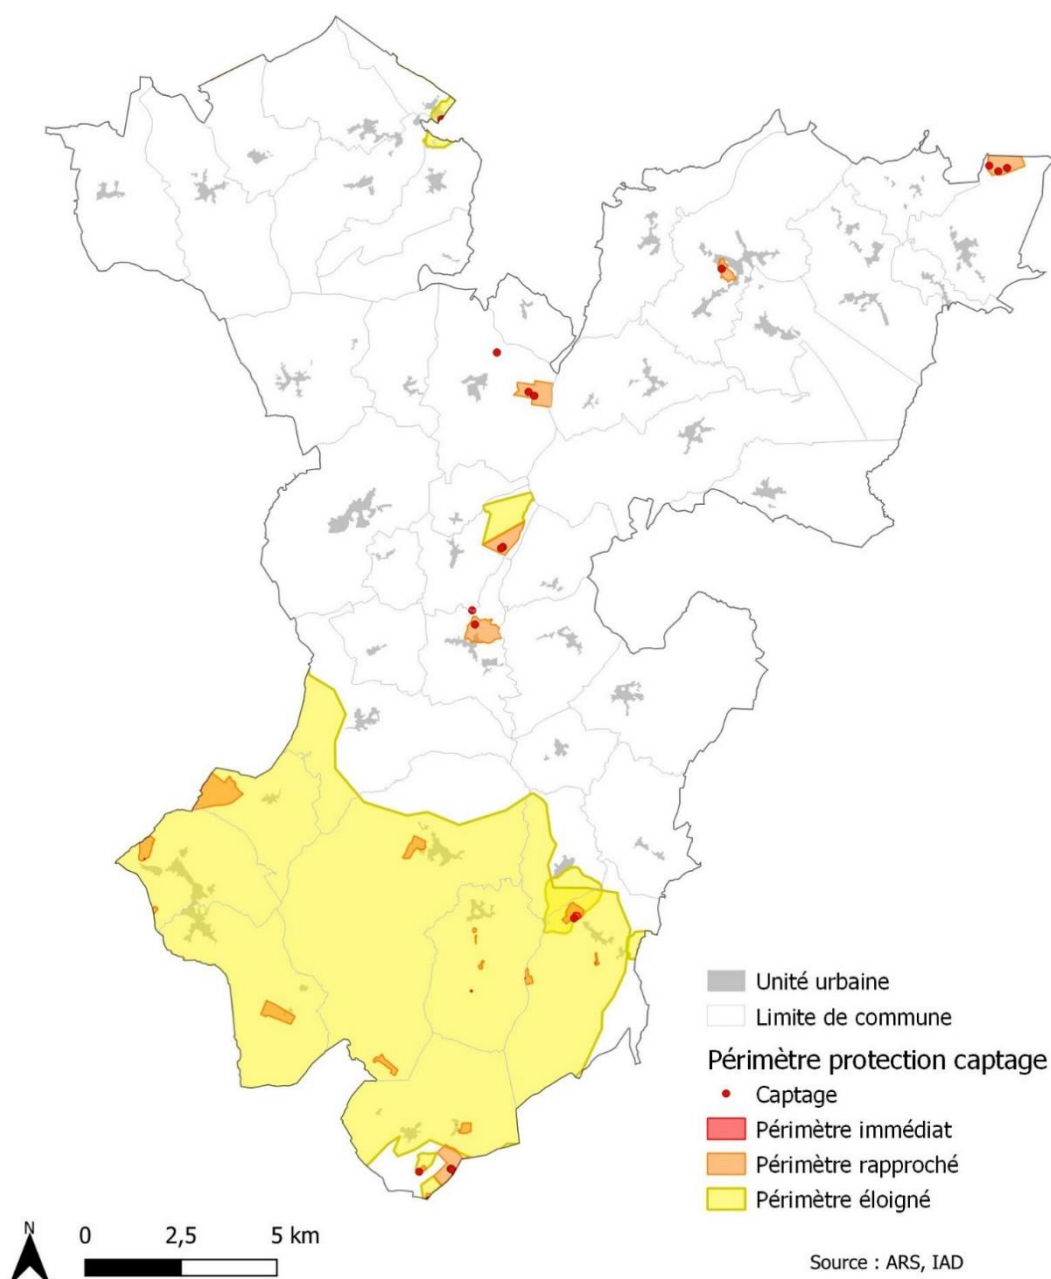 Unité urbaine
Limite de commune
Périmètre protection captage
Captage
Périmètre immédiat
Périmètre rapproché
Périmètre éloigné
N
0 2,5 5 km
Source : ARS, IAD